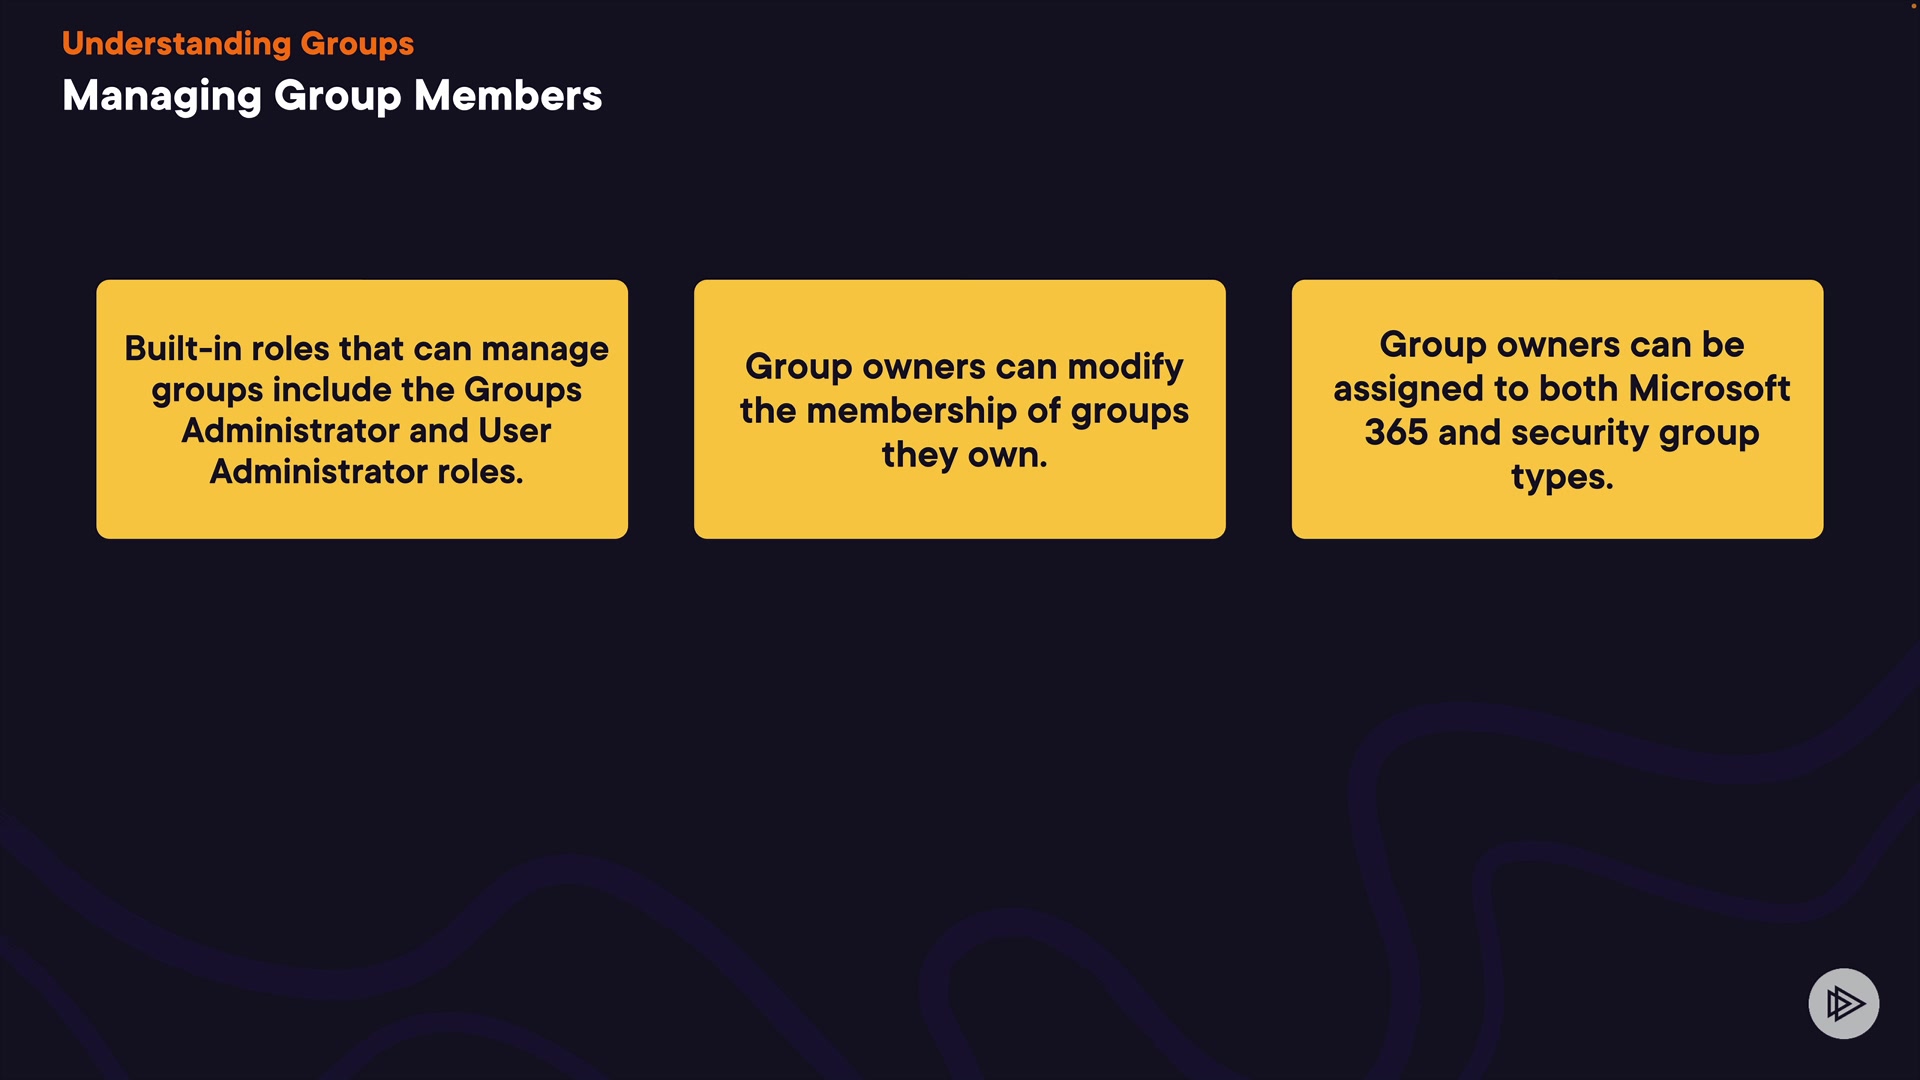 Understanding Groups
Managing Group Members
Built-in roles that can manage
groups include the Groups
Administrator and User
Administrator roles.
Group owners can modify
the membership of groups
they own.
Group owners can be
assigned to both Microsoft
365 and security group
types.